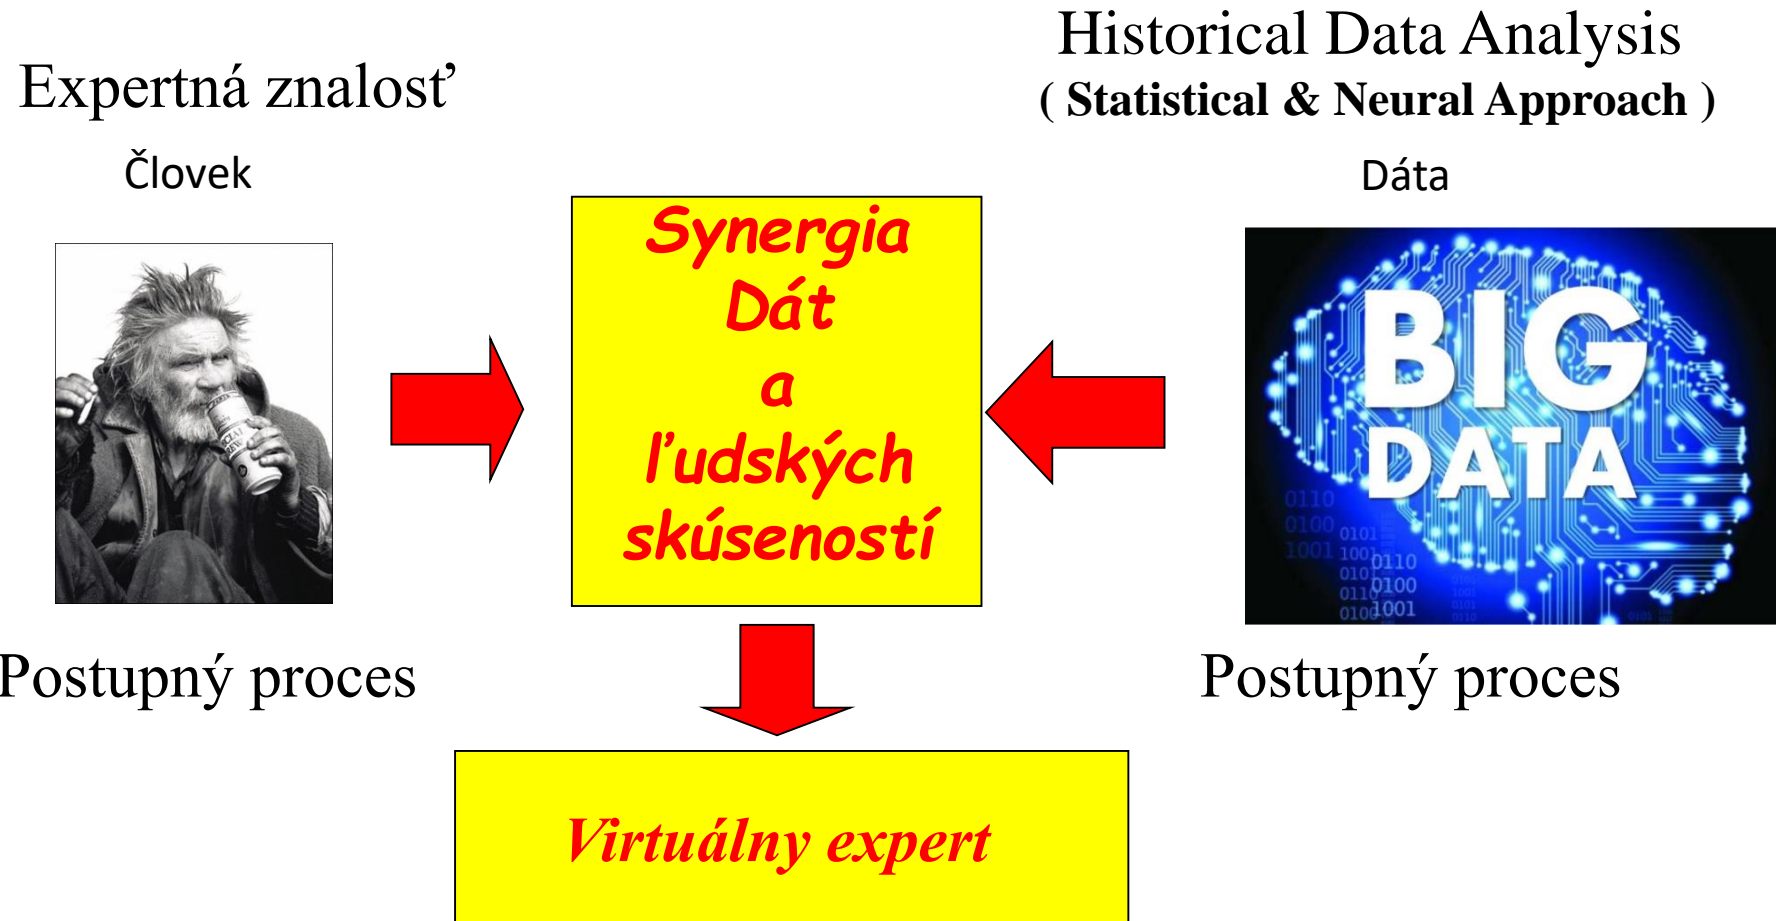 Expertná znalosť
Človek
Historical Data Analysis
( Statistical & Neural Approach )
Dáta
Synergia
Dát
a
ľudských
skúseností
BIG
DATA
0110
0100
1001
0101
1001
0110
0101
0100
0110
0100
1001
Postupný proces
Postupný proces
Virtuálny expert